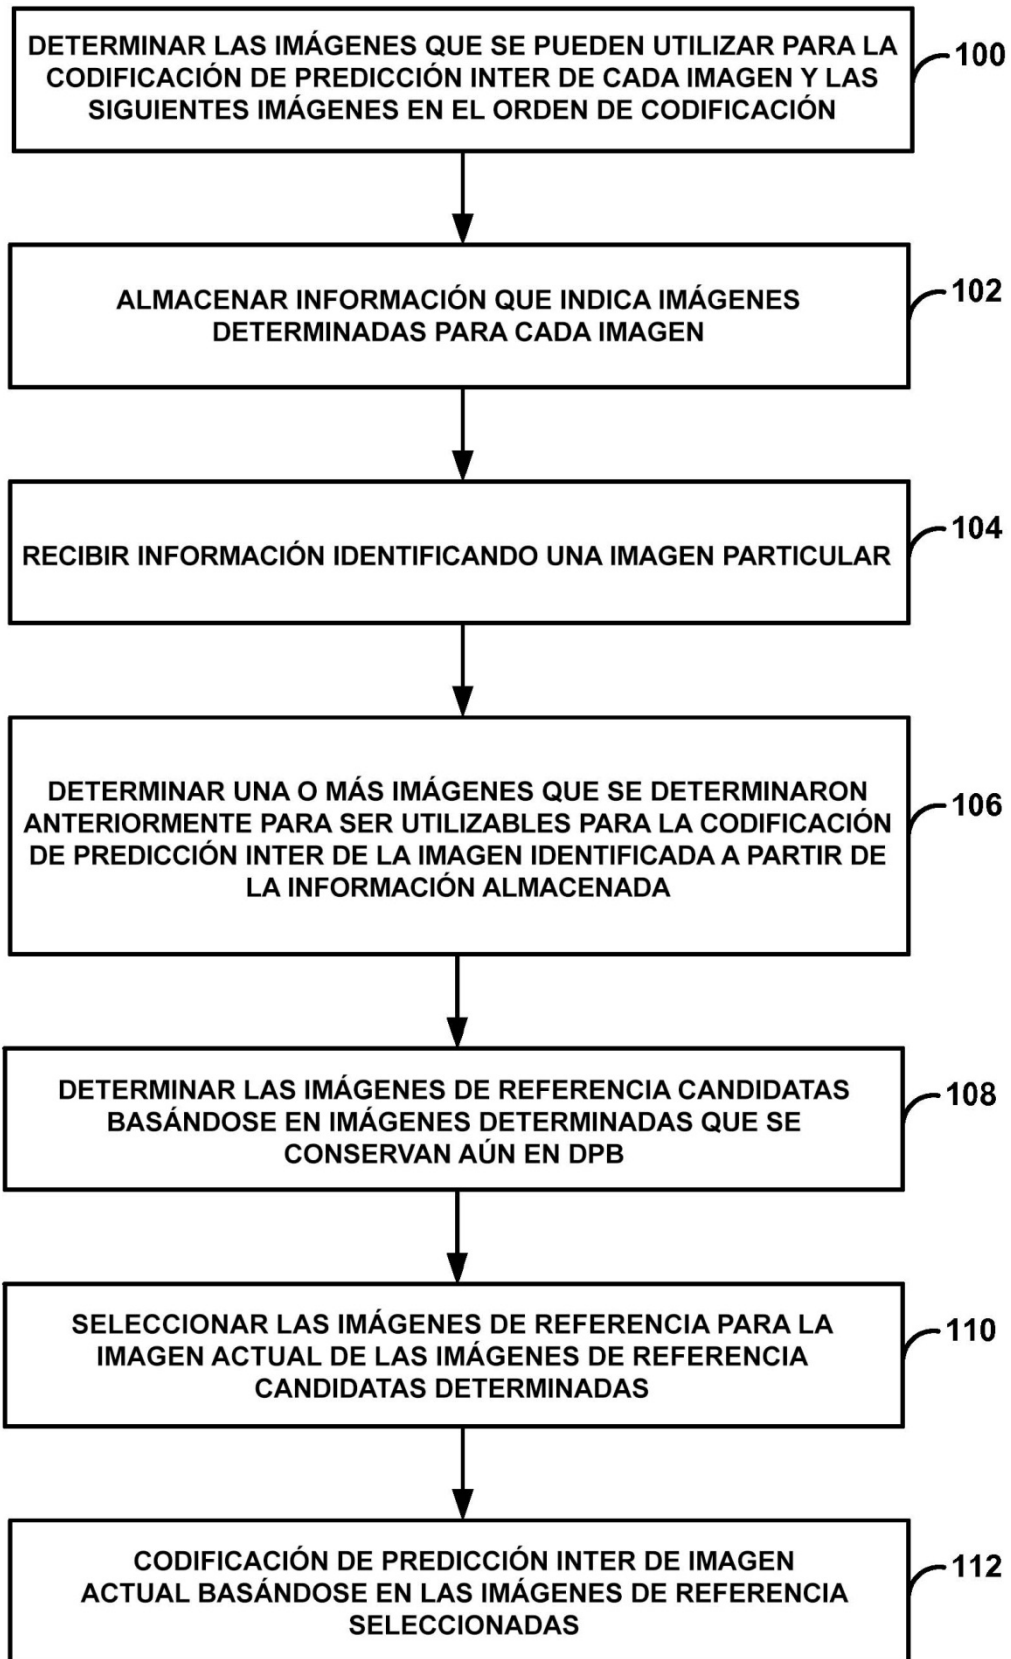 DETERMINAR LAS IMÁGENES QUE SE PUEDEN UTILIZAR PARA LA
CODIFICACIÓN DE PREDICCIÓN INTER DE CADA IMAGEN Y LAS
SIGUIENTES IMÁGENES EN EL ORDEN DE CODIFICACIÓN
100
ALMACENAR INFORMACIÓN QUE INDICA IMÁGENES
DETERMINADAS PARA CADA IMAGEN
102
RECIBIR INFORMACIÓN IDENTIFICANDO UNA IMAGEN PARTICULAR
104
DETERMINAR UNA O MÁS IMÁGENES QUE SE DETERMINARON
ANTERIORMENTE PARA SER UTILIZABLES PARA LA CODIFICACIÓN
DE PREDICCIÓN INTER DE LA IMAGEN IDENTIFICADA A PARTIR DE
LA INFORMACIÓN ALMACENADA
106
DETERMINAR LAS IMÁGENES DE REFERENCIA CANDIDATAS
BASÁNDOSE EN IMÁGENES DETERMINADAS QUE SE
CONSERVAN AÚN EN DPB
108
SELECCIONAR LAS IMÁGENES DE REFERENCIA PARA LA
IMAGEN ACTUAL DE LAS IMÁGENES DE REFERENCIA
CANDIDATAS DETERMINADAS
110
CODIFICACIÓN DE PREDICCIÓN INTER DE IMAGEN
ACTUAL BASÁNDOSE EN LAS IMÁGENES DE REFERENCIA
SELECCIONADAS
112